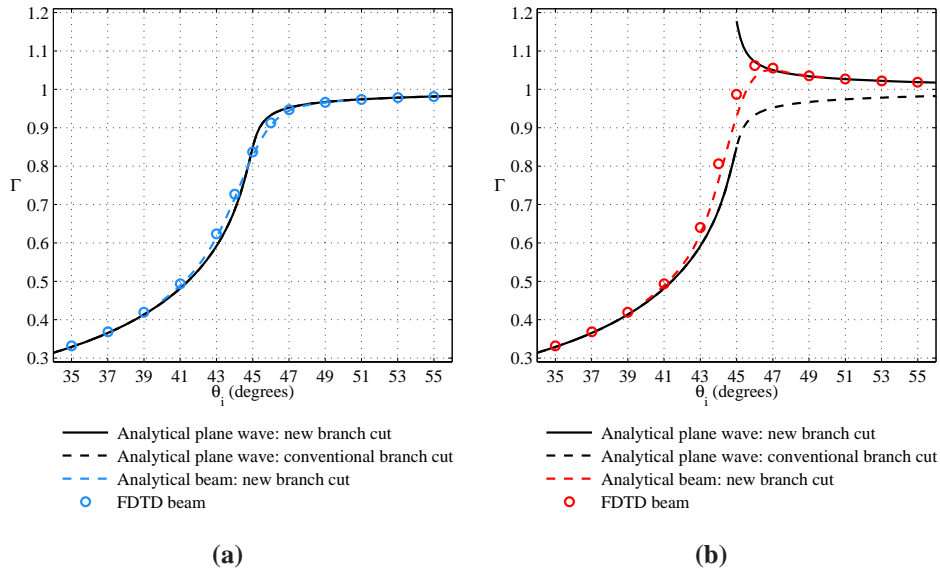 1.2
1.1
1
0.9
0.8
0.7
0.6
0.5
0.4
0.3
Γ
35 37 39 41 43 45 47 49 51 53 55
θi (degrees)
Analytical plane wave: new branch cut
Analytical plane wave: conventional branch cut
Analytical beam: new branch cut
FDTD beam
(a)
1.2
1.1
1
0.9
0.8
0.7
0.6
0.5
0.4
0.3
Γ
35 37 39 41 43 45 47 49 51 53 55
θi (degrees)
Analytical plane wave: new branch cut
Analytical plane wave: conventional branch cut
Analytical beam: new branch cut
FDTD beam
(b)